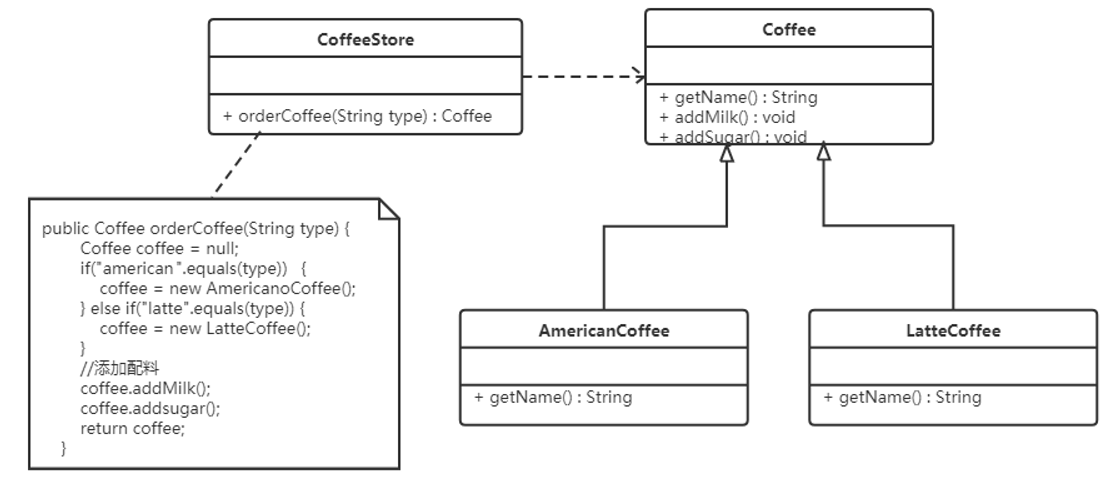 CoffeeStore
+ orderCoffee(String type) : Coffee
Coffee
+ getName() : String
+ addMilk() : void
+ addSugar() : void
public Coffee orderCoffee(String type) {
Coffee coffee = null;
if("american".equals(type)) {
coffee = new AmericanoCoffee();
} else if("latte".equals(type)) {
coffee = new LatteCoffee();
}
//添加配料
coffee.addMilk();
coffee.addsugar();
return coffee;
}
AmericanCoffee
+ getName() : String
LatteCoffee
+ getName() : String